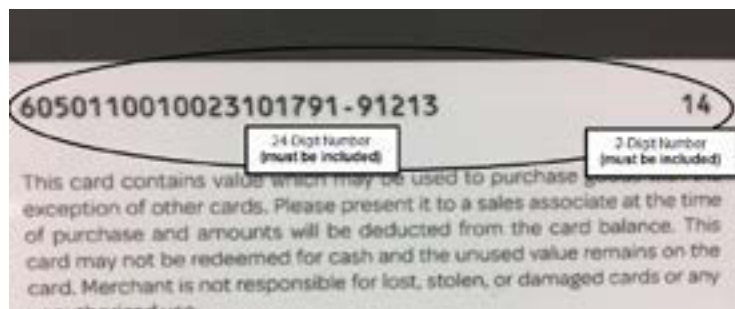 6050110010023101791-91213 14
24-Digit Number
(must be included)
2-Digit Number
(must be included)
This card contains value which may be used to purchase
exception of other cards. Please present it to a sales associate at the time
of purchase and amounts will be deducted from the card balance. This
card may not be redeemed for cash and the unused value remains on the
card. Merchant is not responsible for lost, stolen, or damaged cards or any